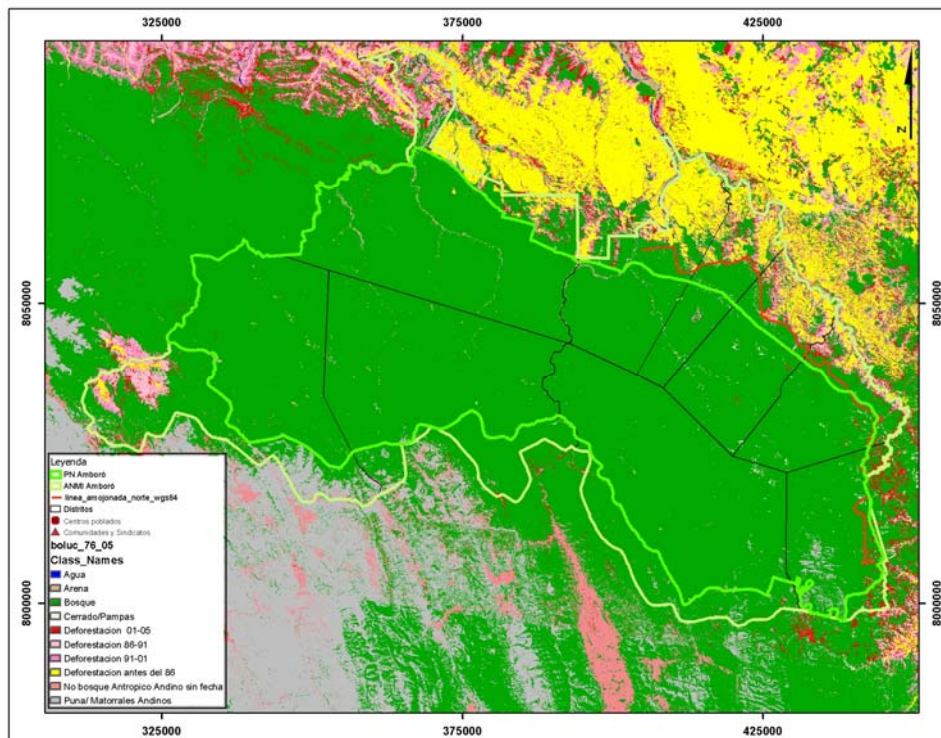 325000 375000 425000
N
8050000 8050000
8000000 8000000
Leyenda
PN Amboró
ANMI Amboró
linea_amojonada_norte_wgs84
Distritos
Centros poblados
Comunidades y Sindicatos
boluc_76_05
Class_Names
Agua
Arena
Bosque
Cerrado/Pampas
Deforestacion 01-05
Deforestacion 86-91
Deforestacion 91-01
Deforestacion antes del 86
No bosque Antropico Andino sin fecha
Puna/ Matorrales Andinos
325000 375000 425000